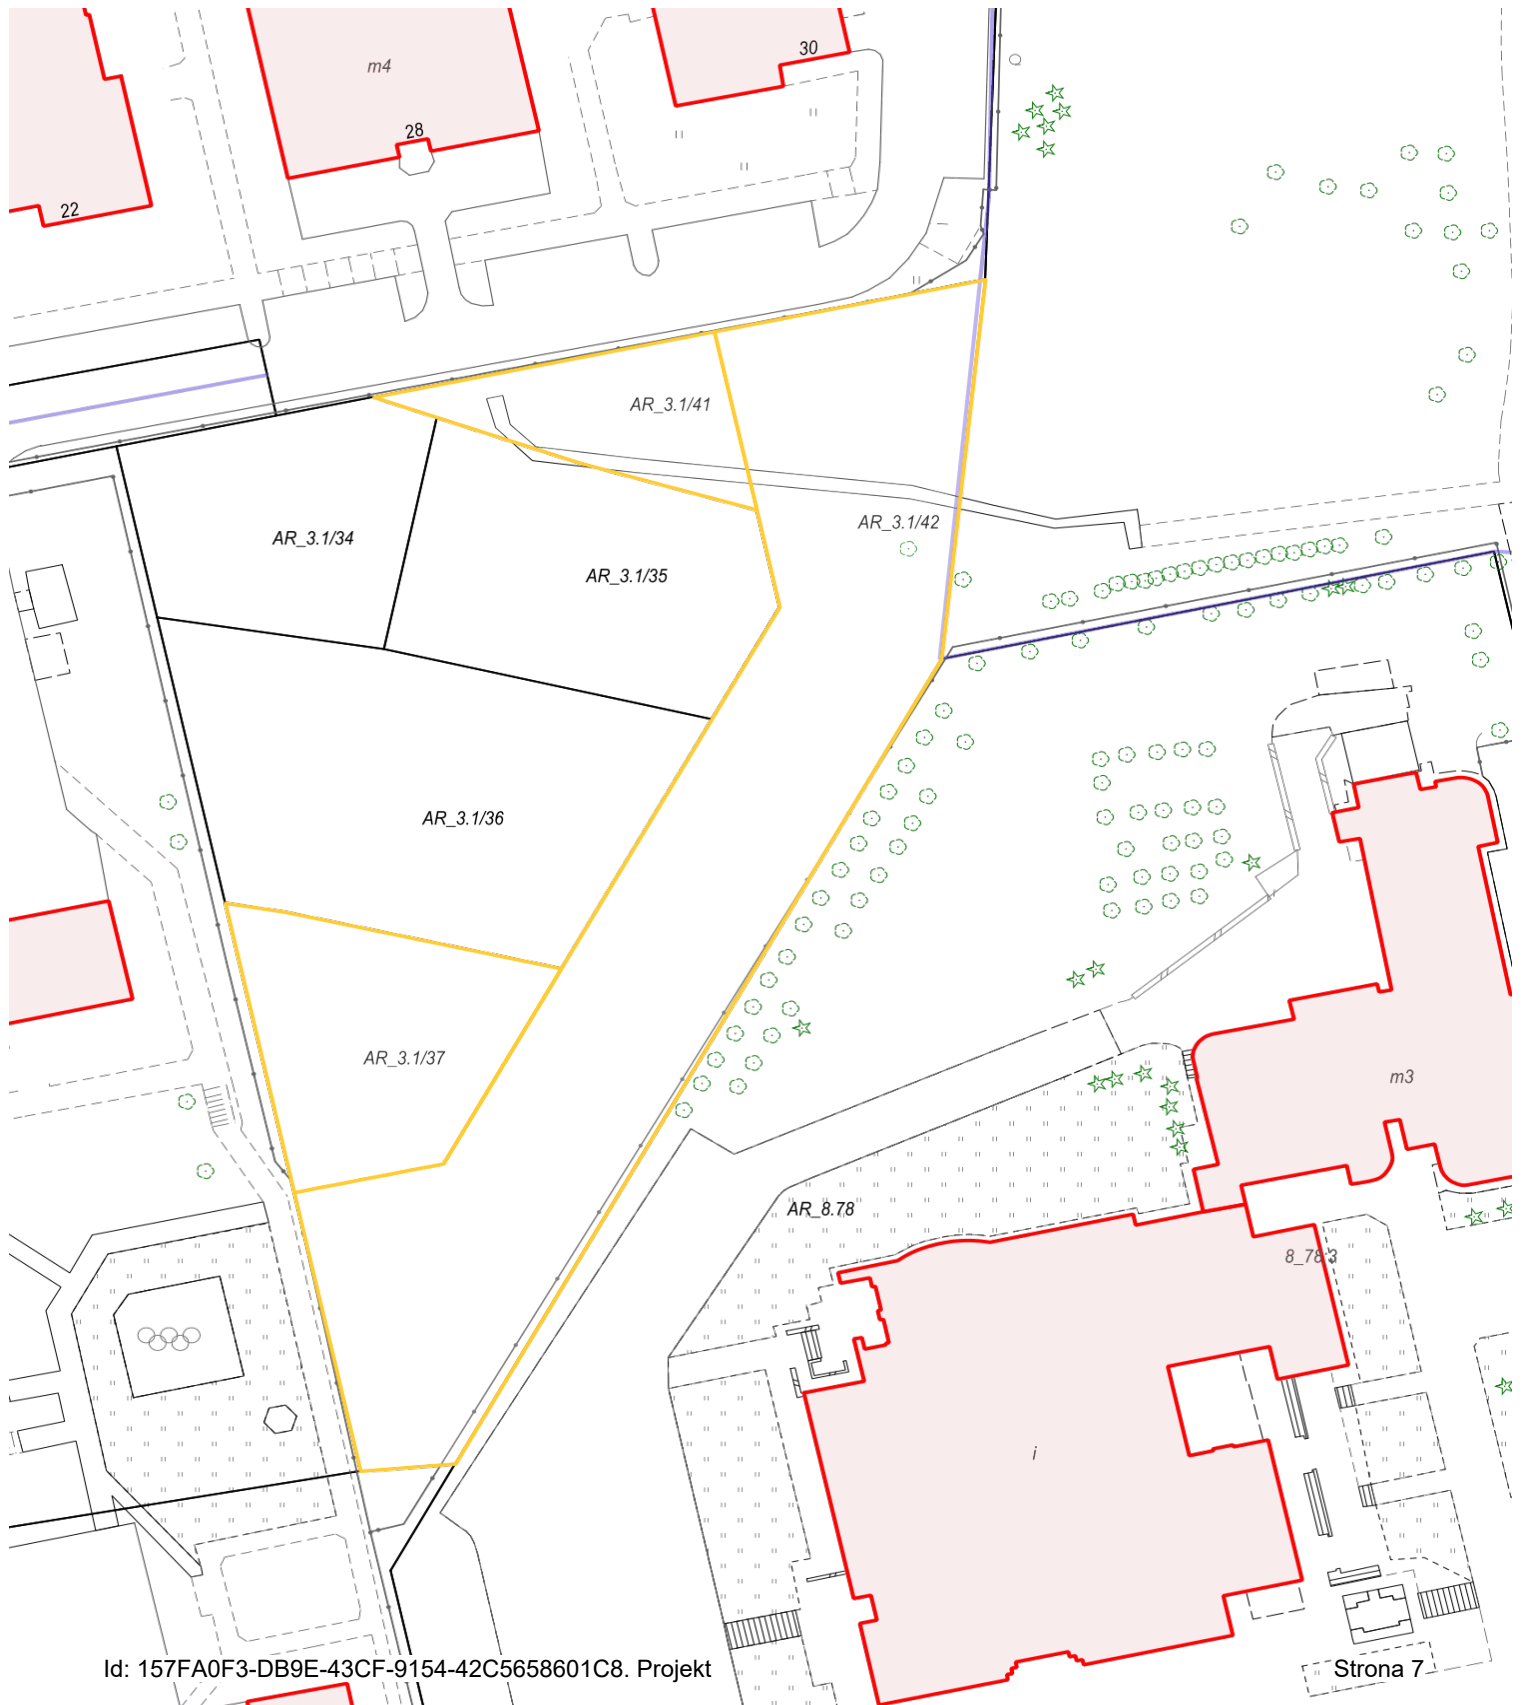 30
m4
28
22
AR_3.1/41
AR_3.1/42
AR_3.1/34
AR_3.1/35
AR_3.1/36
AR_3.1/37
m3
AR_8.78
8_78:3
i
Id: 157FA0F3-DB9E-43CF-9154-42C5658601C8. Projekt
Strona 7